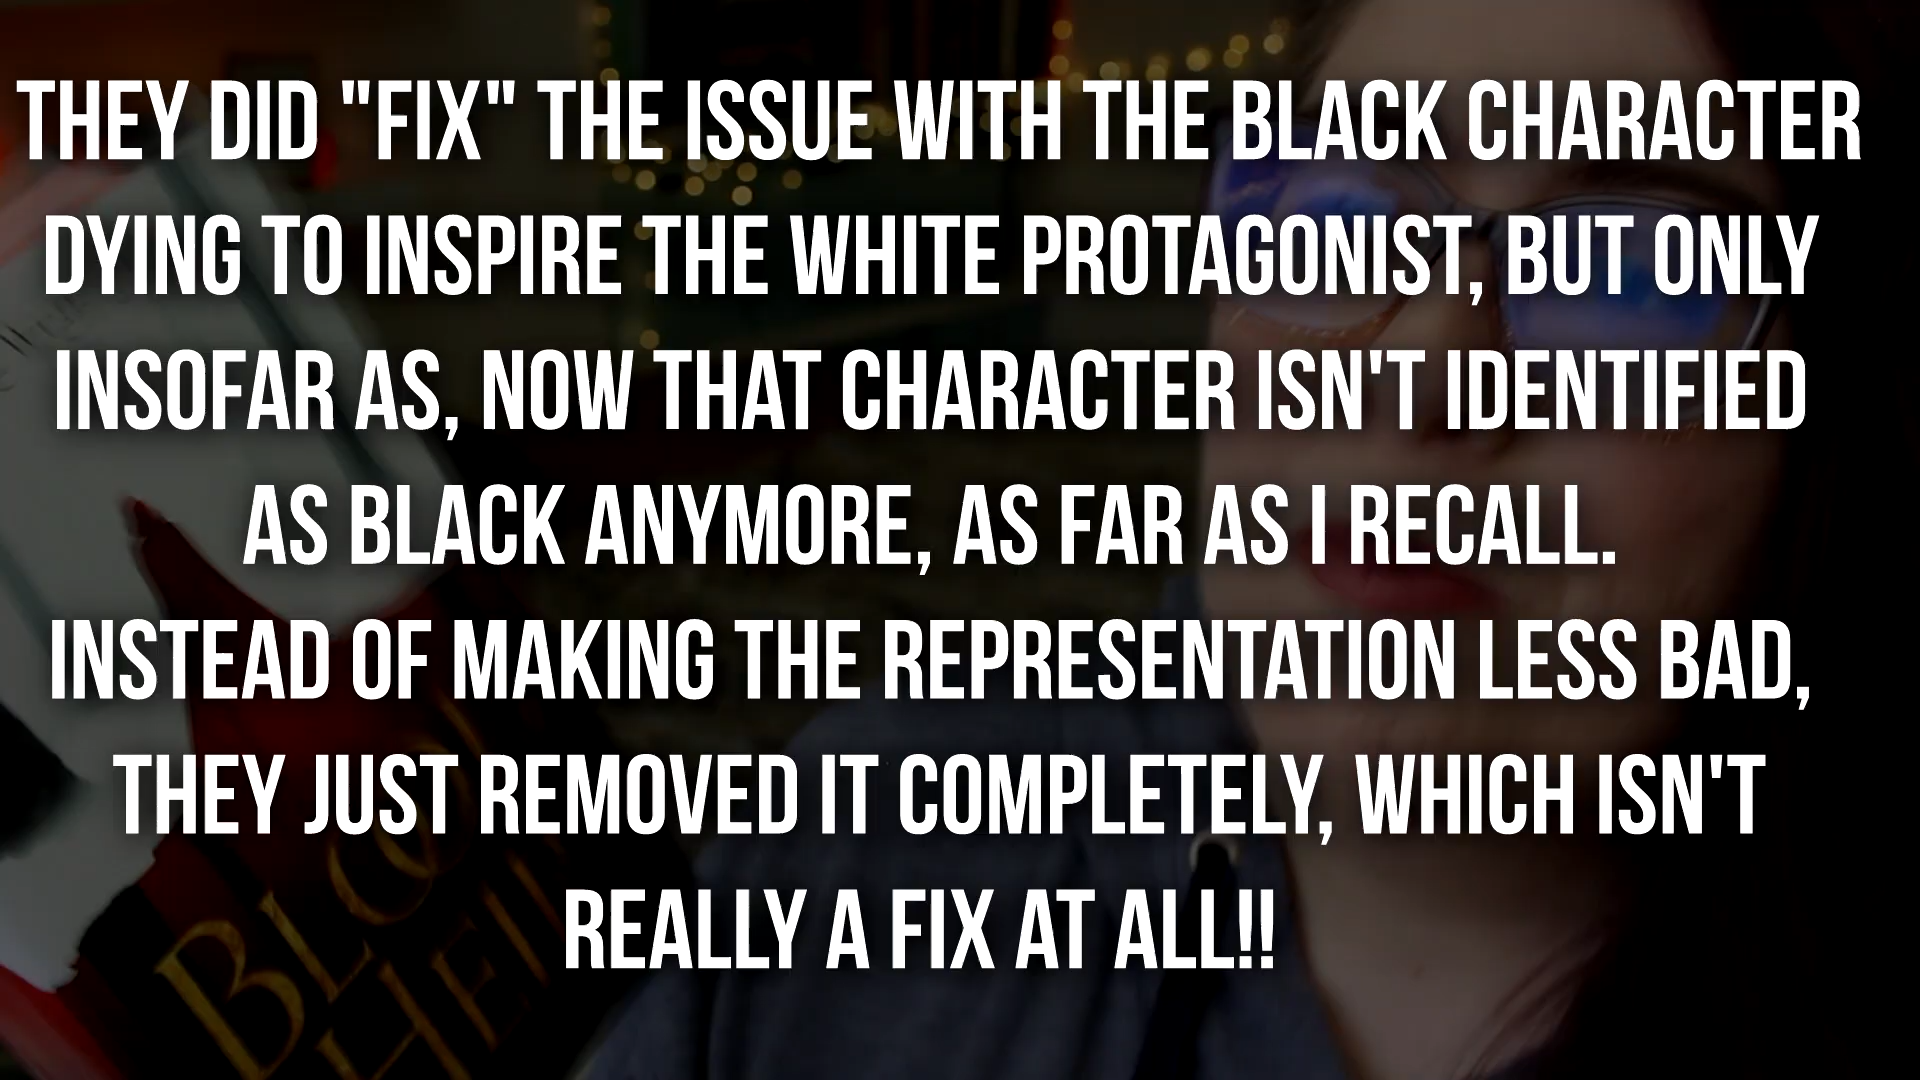 THEY DID "FIX" THE ISSUE WITH THE BLACK CHARACTER
DYING TO INSPIRE THE WHITE PROTAGONIST, BUT ONLY
INSOFAR AS, NOW THAT CHARACTER ISN'T IDENTIFIED
AS BLACK ANYMORE, AS FAR AS I RECALL.
INSTEAD OF MAKING THE REPRESENTATION LESS BAD,
THEY JUST REMOVED IT COMPLETELY, WHICH ISN'T
REALLY A FIX AT ALL!!